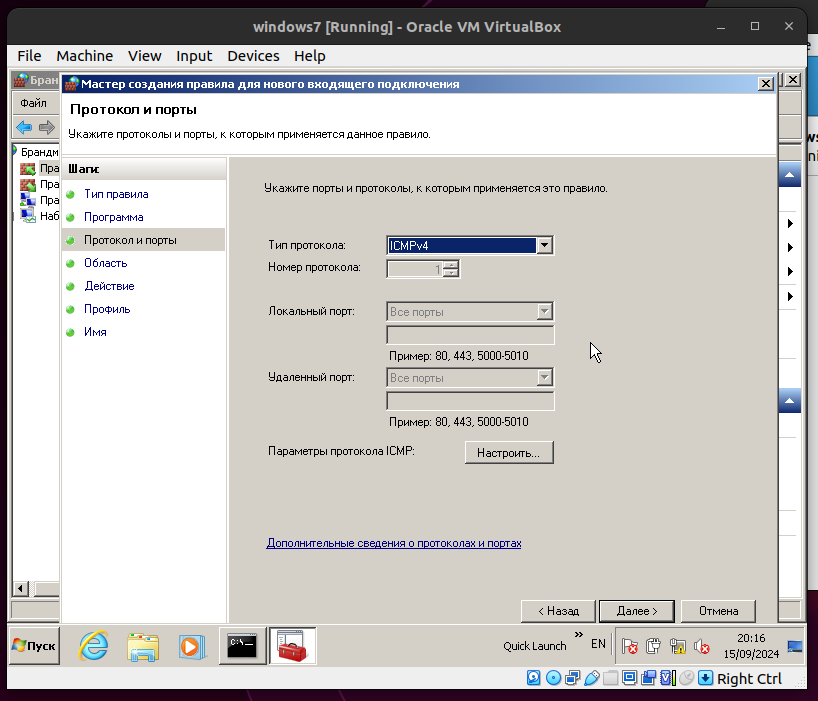 windows7 [Running] - Oracle VM VirtualBox
File Machine View Input Devices Help
Бран
Мастер создания правила для нового входящего подключения
Файл
Протокол и порты
Укажите протоколы и порты, к которым применяется данное правило.
Брандм
Пра
Пра
Пра
Наб
Шаги:
Тип правила
Программа
Протокол и порты
Область
Действие
Профиль
Имя
Укажите порты и протоколы, к которым применяется это правило.
Тип протокола: ICMPv4
Номер протокола: 1
Локальный порт: Все порты
Пример: 80, 443, 5000-5010
Удаленный порт: Все порты
Пример: 80, 443, 5000-5010
Параметры протокола ICMP: Настроить...
Дополнительные сведения о протоколах и портах
< Назад Далее > Отмена
Пуск
C:\-
Quick Launch » EN
20:16
15/09/2024
Right Ctrl